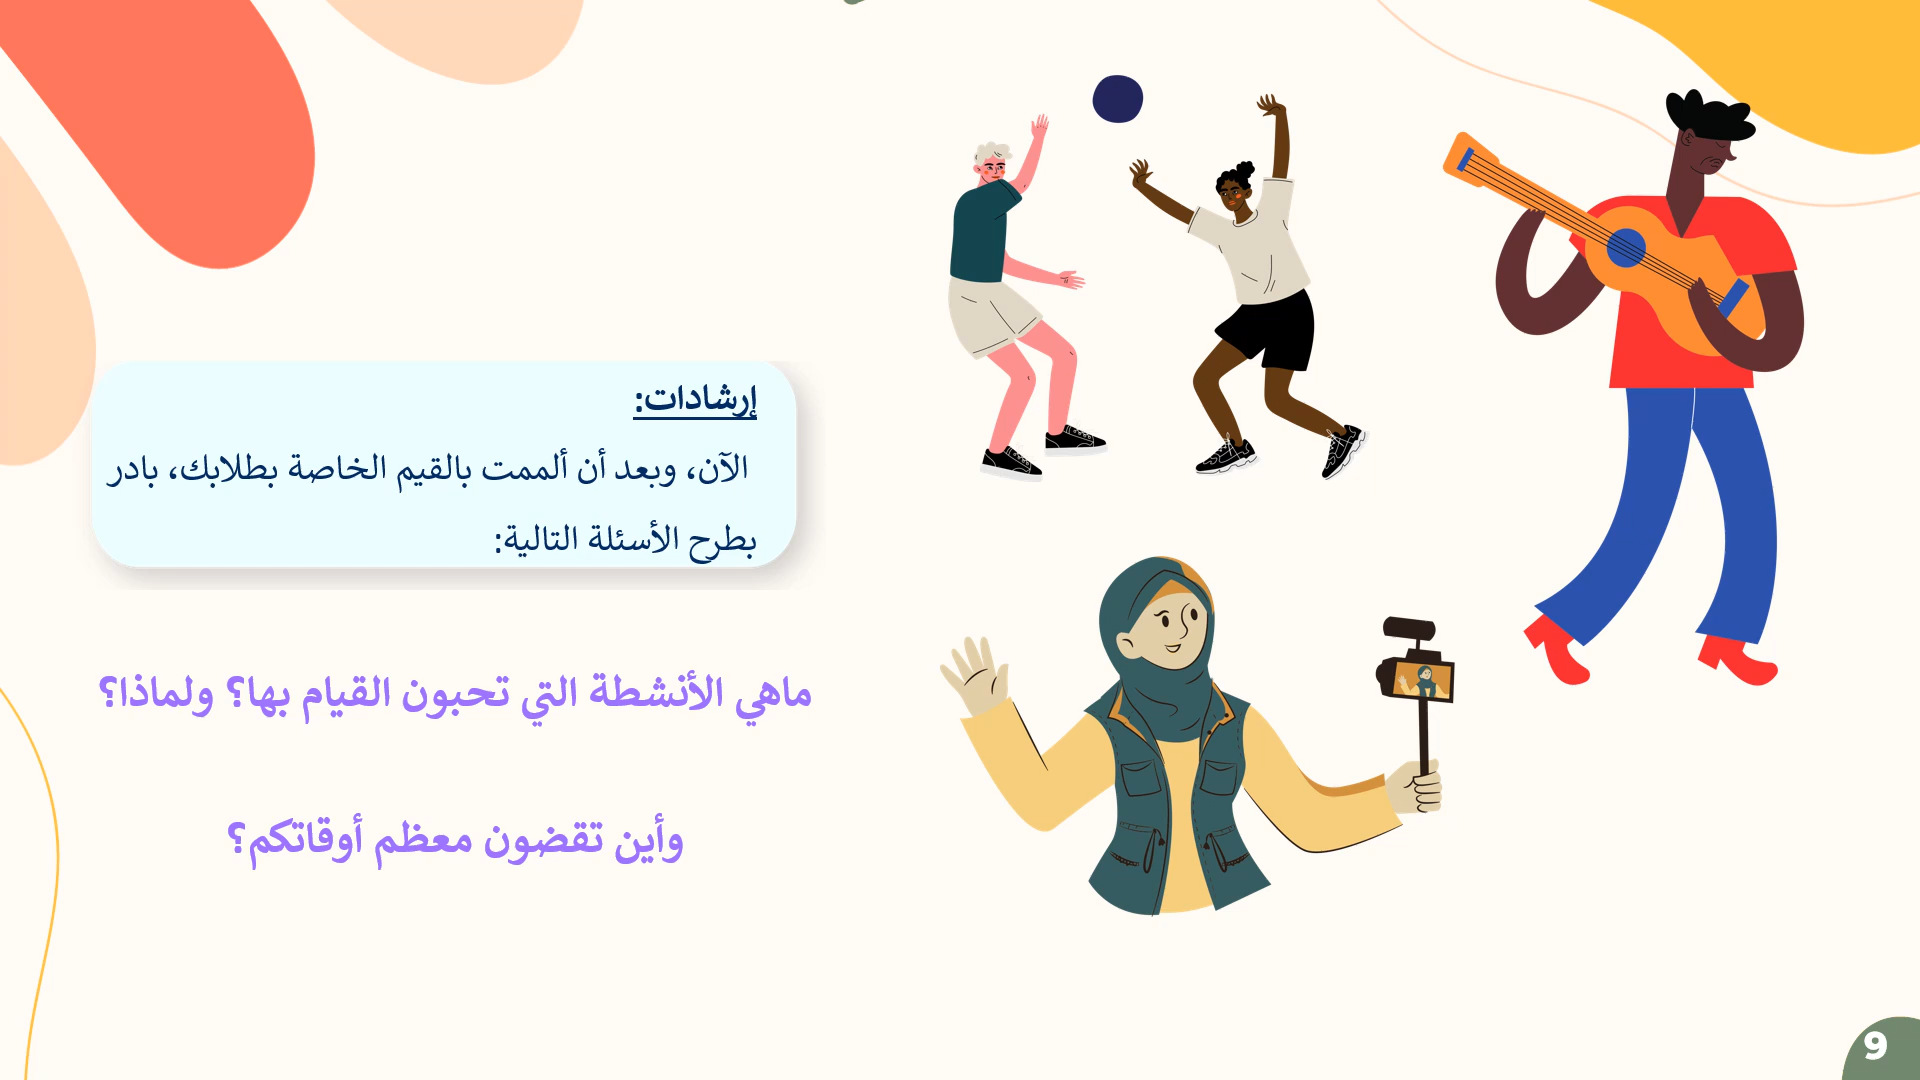 إرشادات:
الآن، وبعد أن ألممت بالقيم الخاصة بطلابك، بادر
بطرح الأسئلة التالية:
ماهي الأنشطة التي تحبون القيام بها؟ ولماذا؟
وأين تقضون معظم أوقاتكم؟
9